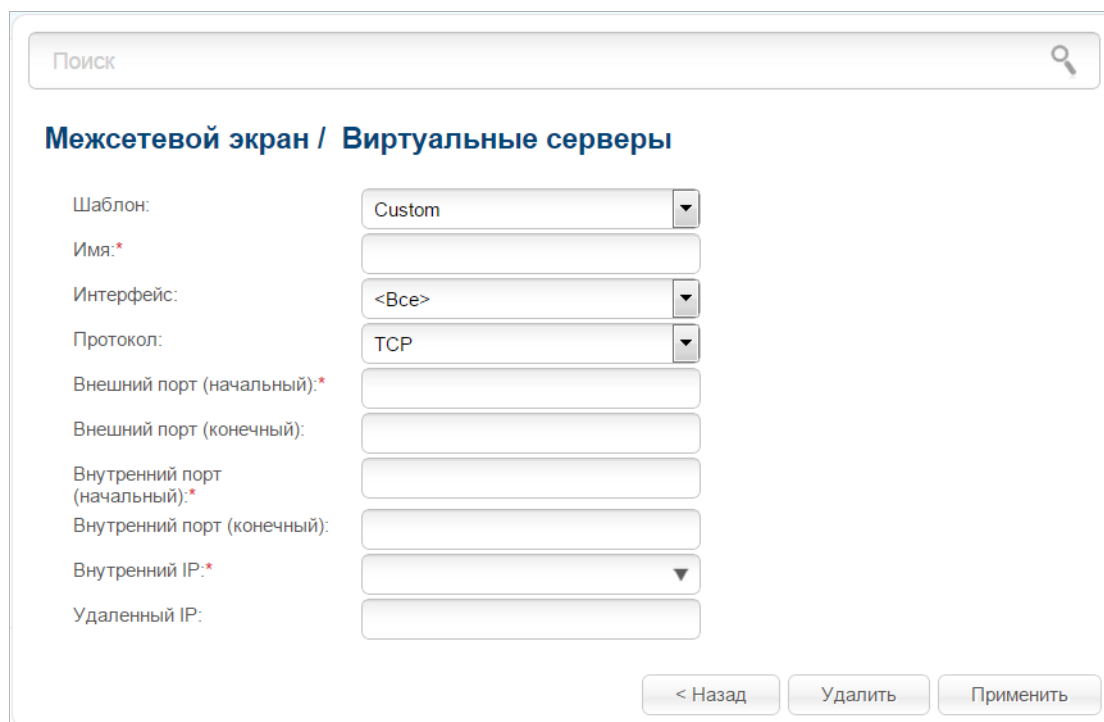 Поиск
Межсетевой экран / Виртуальные серверы
Шаблон: Custom
Имя:*
Интерфейс: <Все>
Протокол: TCP
Внешний порт (начальный):*
Внешний порт (конечный):
Внутренний порт
(начальный):*
Внутренний порт (конечный):
Внутренний IP:*
Удаленный IP:
< Назад Удалить Применить